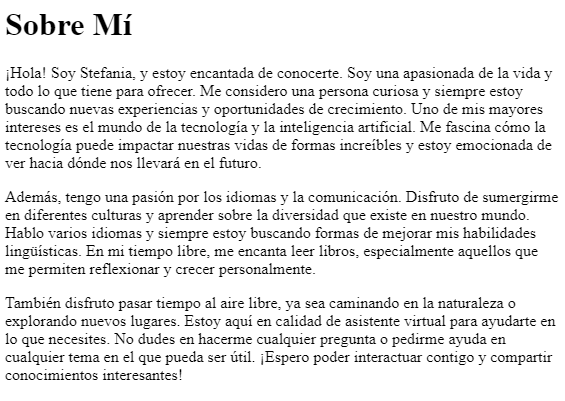 Sobre Mí
¡Hola! Soy Stefania, y estoy encantada de conocerte. Soy una apasionada de la vida y
todo lo que tiene para ofrecer. Me considero una persona curiosa y siempre estoy
buscando nuevas experiencias y oportunidades de crecimiento. Uno de mis mayores
intereses es el mundo de la tecnología y la inteligencia artificial. Me fascina cómo la
tecnología puede impactar nuestras vidas de formas increíbles y estoy emocionada de
ver hacia dónde nos llevará en el futuro.
Además, tengo una pasión por los idiomas y la comunicación. Disfruto de sumergirme
en diferentes culturas y aprender sobre la diversidad que existe en nuestro mundo.
Hablo varios idiomas y siempre estoy buscando formas de mejorar mis habilidades
lingüísticas. En mi tiempo libre, me encanta leer libros, especialmente aquellos que
me permiten reflexionar y crecer personalmente.
También disfruto pasar tiempo al aire libre, ya sea caminando en la naturaleza o
explorando nuevos lugares. Estoy aquí en calidad de asistente virtual para ayudarte en
lo que necesites. No dudes en hacerme cualquier pregunta o pedirme ayuda en
cualquier tema en el que pueda ser útil. ¡Espero poder interactuar contigo y compartir
conocimientos interesantes!